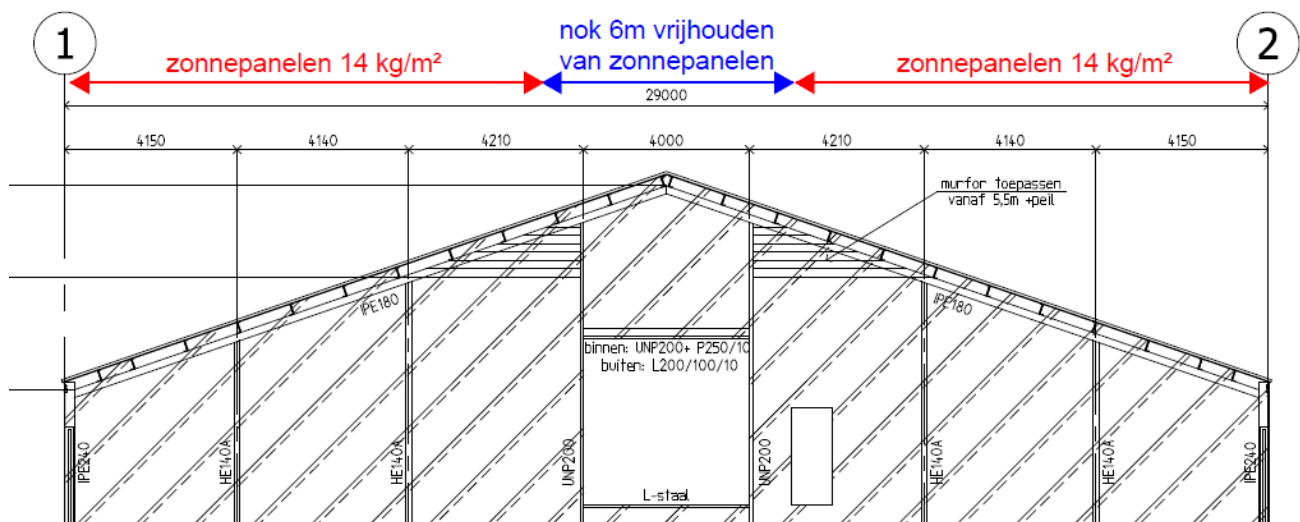 1
zonnepanelen 14 kg/m²
nok 6m vrijhouden
van zonnepanelen
zonnepanelen 14 kg/m²
2
29000
4150
4140
4210
4000
4210
4140
4150
murfor toepassen
vanaf 5,5m +peil
IPE180
IPE180
binnen: UNP200+ P250/10
buiten: L200/100/10
IPE240
HE140A
HE140A
UNP200
UNP200
HE140A
HE140A
IPE240
L-staal